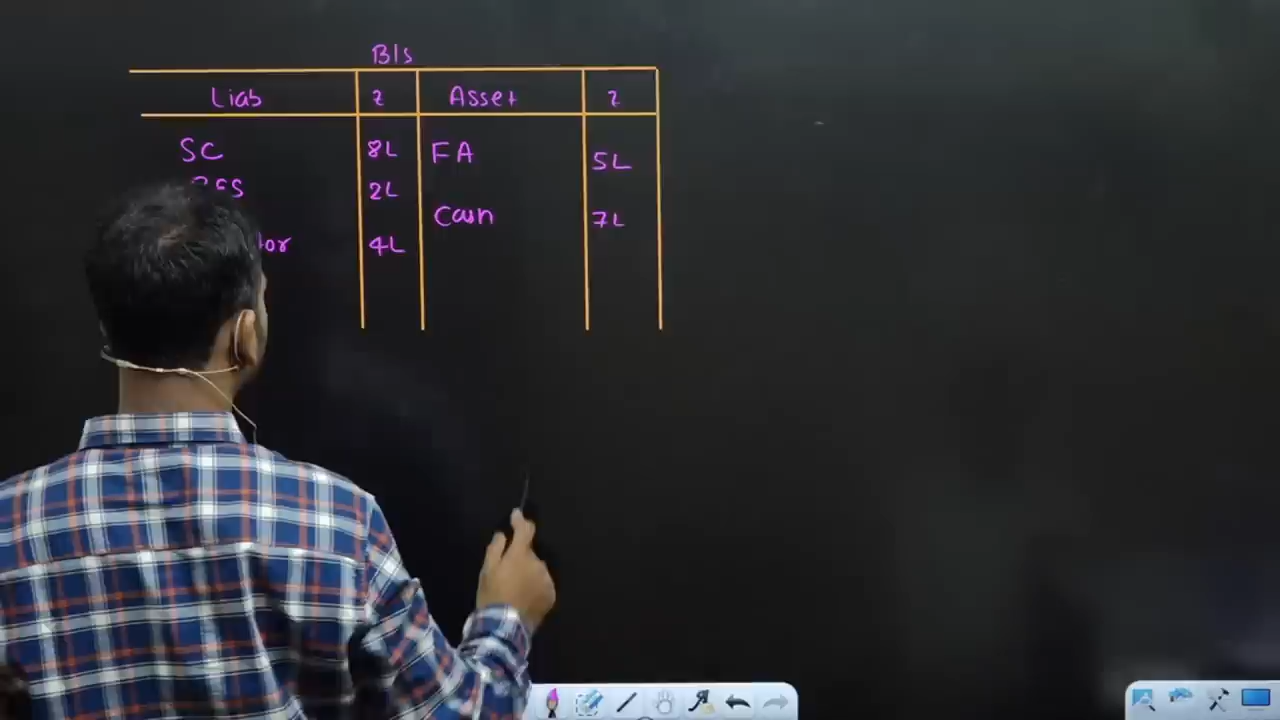 B/s
Liab ₹ Asset ₹
SC 8L FA 5L
2L
Cash 7L
4L